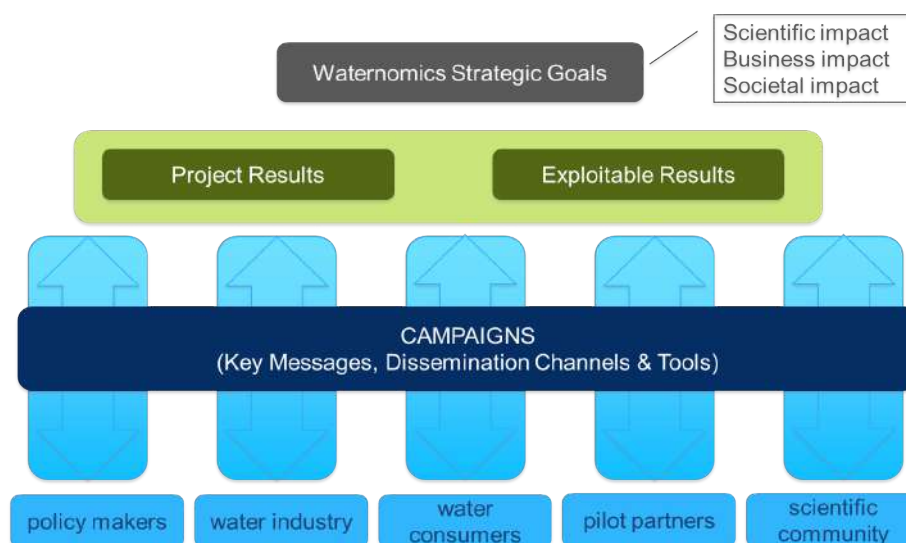 Scientific impact
Business impact
Societal impact
Waternomics Strategic Goals
Project Results
Exploitable Results
CAMPAIGNS
(Key Messages, Dissemination Channels & Tools)
policy makers
water industry
water
consumers
pilot partners
scientific
community